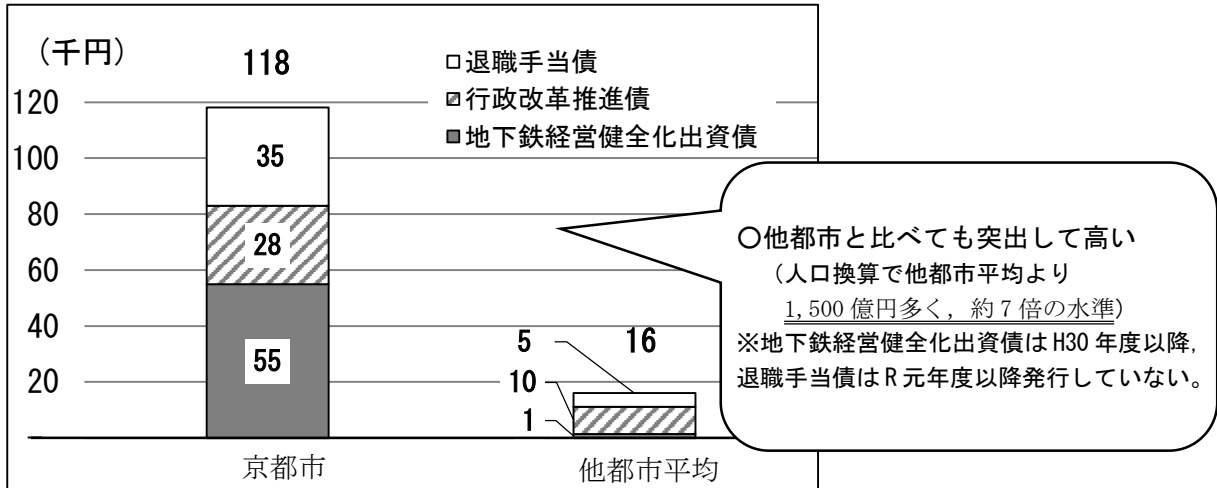 （千円）
118
□退職手当債
行政改革推進債
■地下鉄経営健全化出資債
120
100
80
60
40
20
35
28
55
16
5
10
1
京都市
他都市平均
○他都市と比べても突出して高い
（人口換算で他都市平均より
1,500億円多く，約7倍の水準）
※地下鉄経営健全化出資債はH30年度以降，
退職手当債はR元年度以降発行していない。